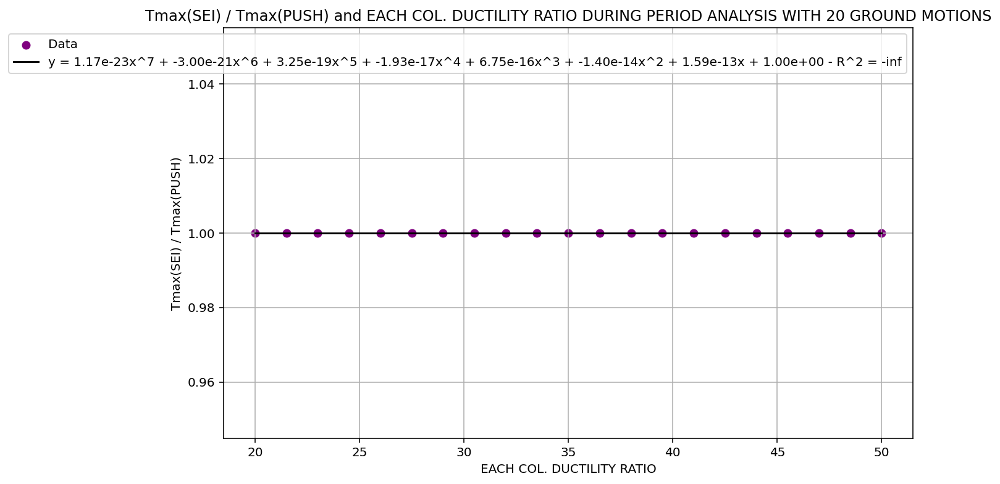 Tmax(SEI) / Tmax(PUSH) and EACH COL. DUCTILITY RATIO DURING PERIOD ANALYSIS WITH 20 GROUND MOTIONS
Data
y = 1.17e-23x^7 + -3.00e-21x^6 + 3.25e-19x^5 + -1.93e-17x^4 + 6.75e-16x^3 + -1.40e-14x^2 + 1.59e-13x + 1.00e+00 - R^2 = -inf
1.04
1.02
1.00
0.98
0.96
Tmax(SEI) / Tmax(PUSH)
20 25 30 35 40 45 50
EACH COL. DUCTILITY RATIO